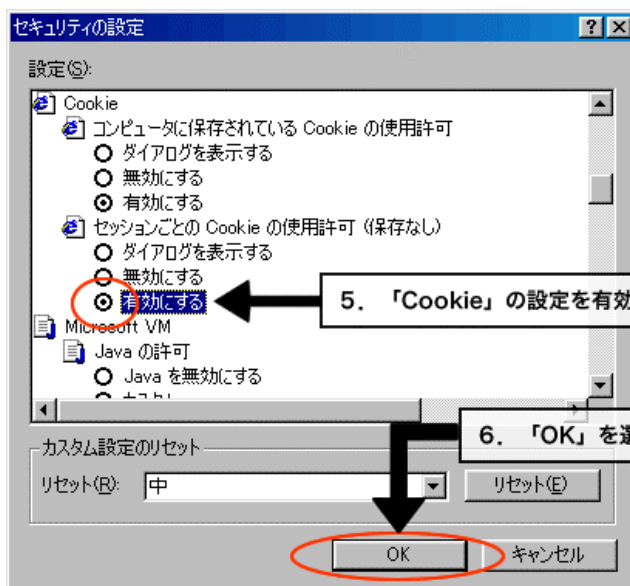 セキュリティの設定
設定(S):
Cookie
コンピュータに保存されている Cookie の使用許可
ダイアログを表示する
無効にする
有効にする
セッションごとの Cookie の使用許可 (保存なし)
ダイアログを表示する
無効にする
有効にする
5. 「Cookie」の設定を有効
Microsoft VM
Java の許可
Java を無効にする
6. 「OK」を選
カスタム設定のリセット
リセット(R):
中
リセット(E)
OK
キャンセル